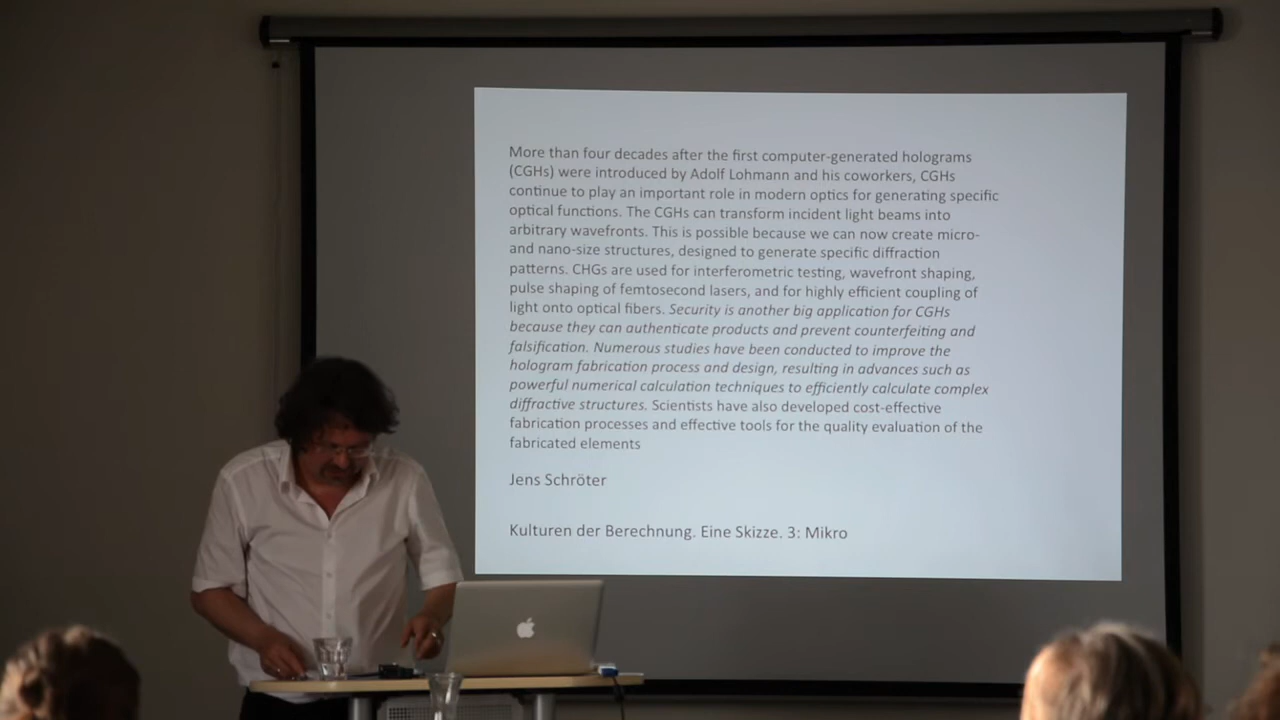 More than four decades after the first computer-generated holograms
(CGHs) were introduced by Adolf Lohmann and his coworkers, CGHs
continue to play an important role in modern optics for generating specific
optical functions. The CGHs can transform incident light beams into
arbitrary wavefronts. This is possible because we can now create micro-
and nano-size structures, designed to generate specific diffraction
patterns. CHGs are used for interferometric testing, wavefront shaping,
pulse shaping of femtosecond lasers, and for highly efficient coupling of
light onto optical fibers. Security is another big application for CGHs
because they can authenticate products and prevent counterfeiting and
falsification. Numerous studies have been conducted to improve the
hologram fabrication process and design, resulting in advances such as
powerful numerical calculation techniques to efficiently calculate complex
diffractive structures. Scientists have also developed cost-effective
fabrication processes and effective tools for the quality evaluation of the
fabricated elements
Jens Schröter
Kulturen der Berechnung. Eine Skizze. 3: Mikro